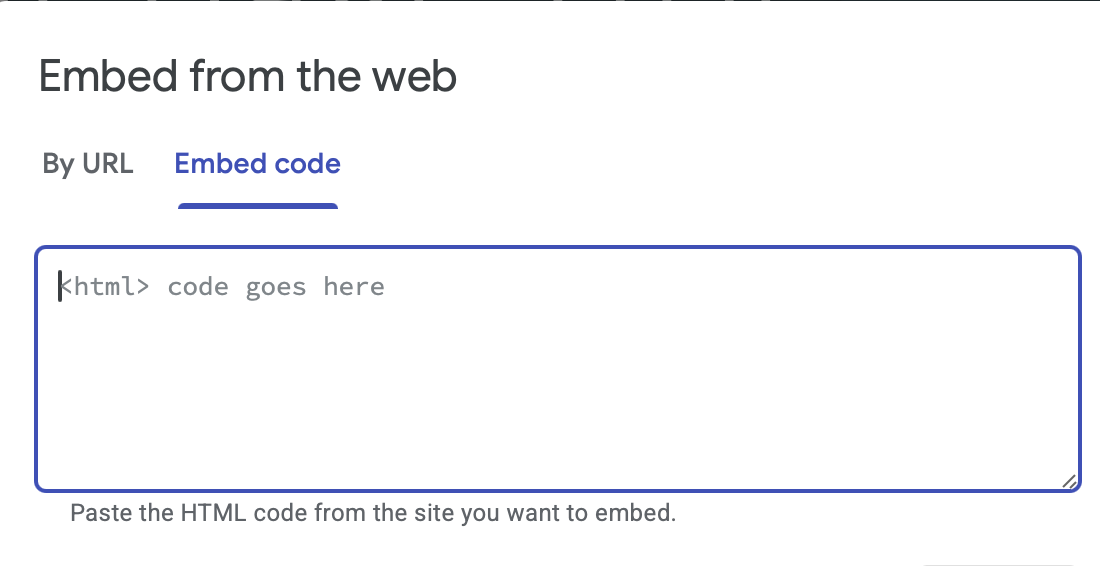 Embed from the web
By URL Embed code
<html> code goes here
Paste the HTML code from the site you want to embed.